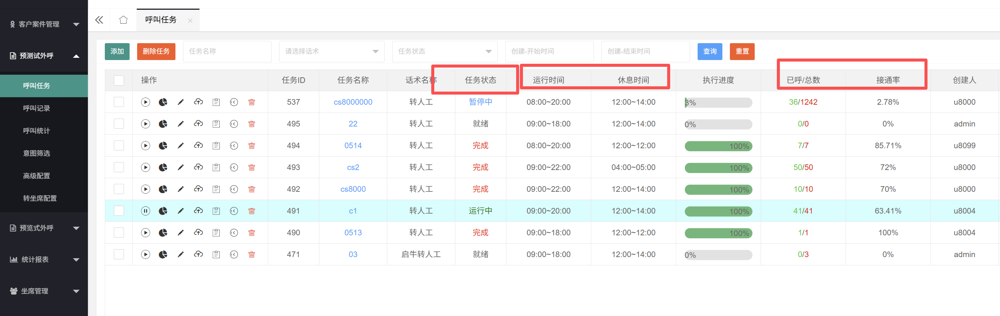 客户案件管理
预测试外呼
呼叫任务
呼叫记录
呼叫统计
意图筛选
高级配置
转坐席配置
预览式外呼
统计报表
坐席管理
呼叫任务
添加 删除任务 任务名称 请选择话术 任务状态 创建-开始时间 创建-结束时间 查询 重置
操作 任务ID 任务名称 话术名称 任务状态 运行时间 休息时间 执行进度 已呼/总数 接通率 创建人
537 cs8000000 转人工 暂停中 08:00~20:00 12:00~14:00 3% 36/1242 2.78% u8000
495 22 转人工 就绪 09:00~18:00 12:00~14:00 0% 0/0 0% admin
494 0514 转人工 完成 08:00~20:00 12:00~12:00 100% 7/7 85.71% u8099
493 cs2 转人工 完成 09:00~22:00 04:00~05:00 100% 50/50 72% u8000
492 cs8000 转人工 完成 09:00~22:00 12:00~14:00 100% 10/10 70% u8000
491 c1 转人工 运行中 09:00~20:00 12:00~14:00 100% 41/41 63.41% u8004
490 0513 转人工 完成 09:00~18:00 12:00~12:00 100% 1/1 100% u8004
471 03 启牛转人工 就绪 09:00~18:00 12:00~14:00 0% 0/3 0% admin